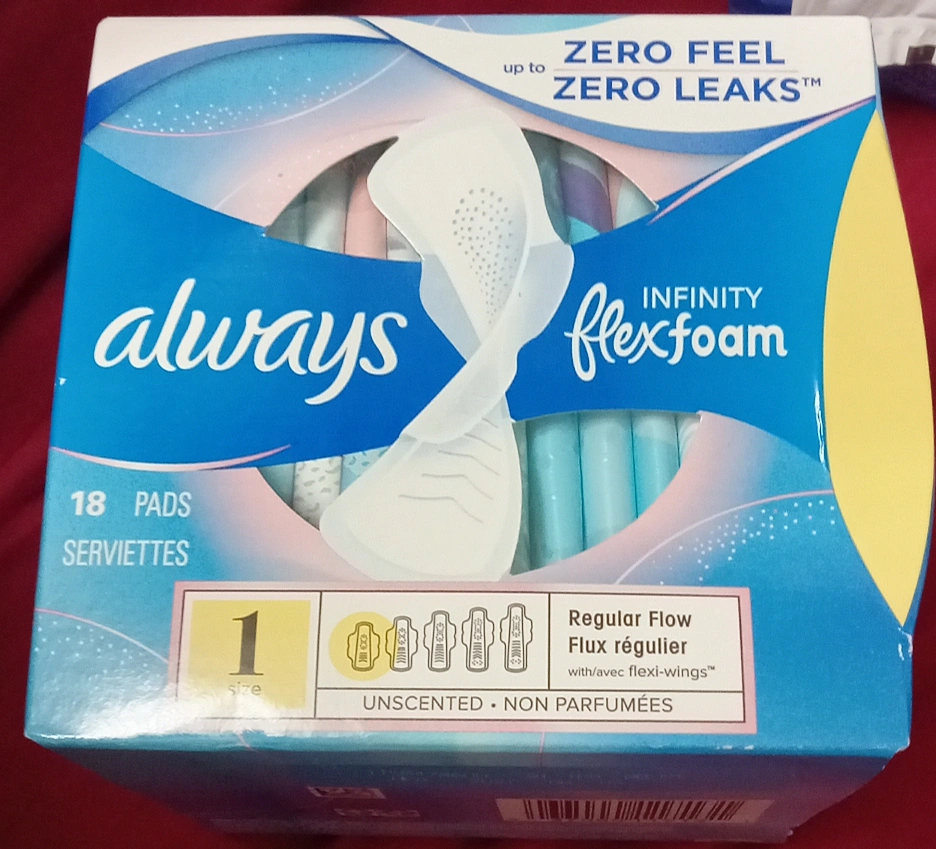 up to ZERO FEEL
ZERO LEAKS™
always
INFINITY
flexfoam
18 PADS
SERVIETTES
1
size
Regular Flow
Flux régulier
with/avec flexi-wings™
UNSCENTED • NON PARFUMÉES